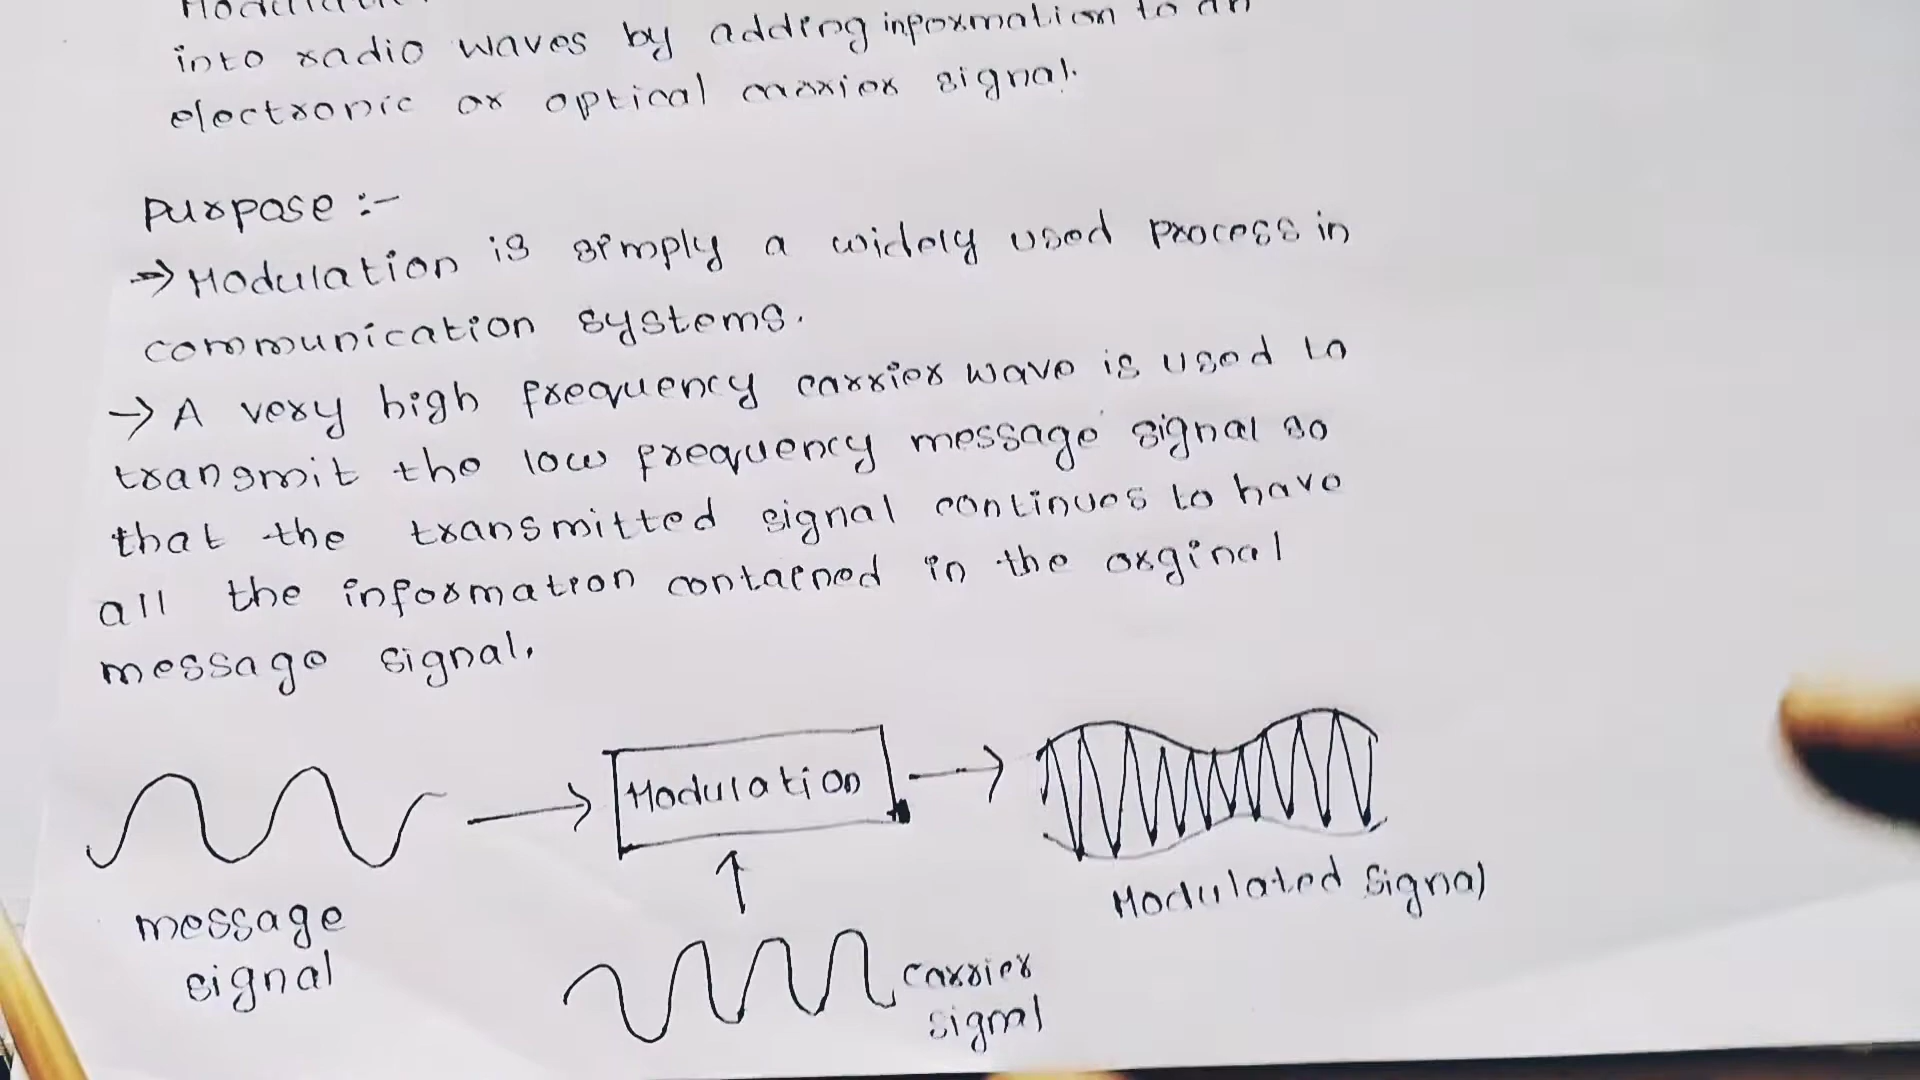 into radio waves by adding information to an
electronic or optical carrier signal.
purpose :-
→ Modulation is simply a widely used process in
communication systems.
→ A very high frequency carrier wave is used to
transmit the low frequency message signal so
that the transmitted signal continues to have
all the information contained in the orginal
message signal.
Modulation
Modulated signal
message
signal
carrier
signal